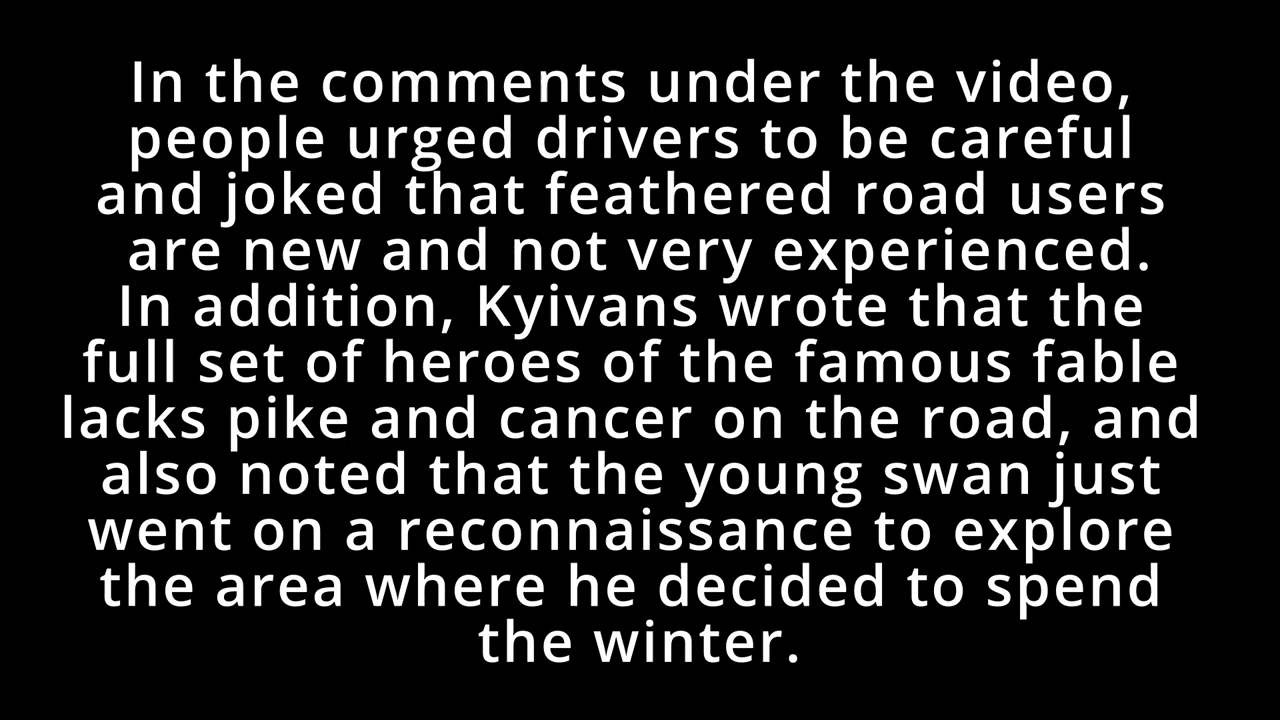 In the comments under the video,
people urged drivers to be careful
and joked that feathered road users
are new and not very experienced.
In addition, Kyivans wrote that the
full set of heroes of the famous fable
lacks pike and cancer on the road, and
also noted that the young swan just
went on a reconnaissance to explore
the area where he decided to spend
the winter.